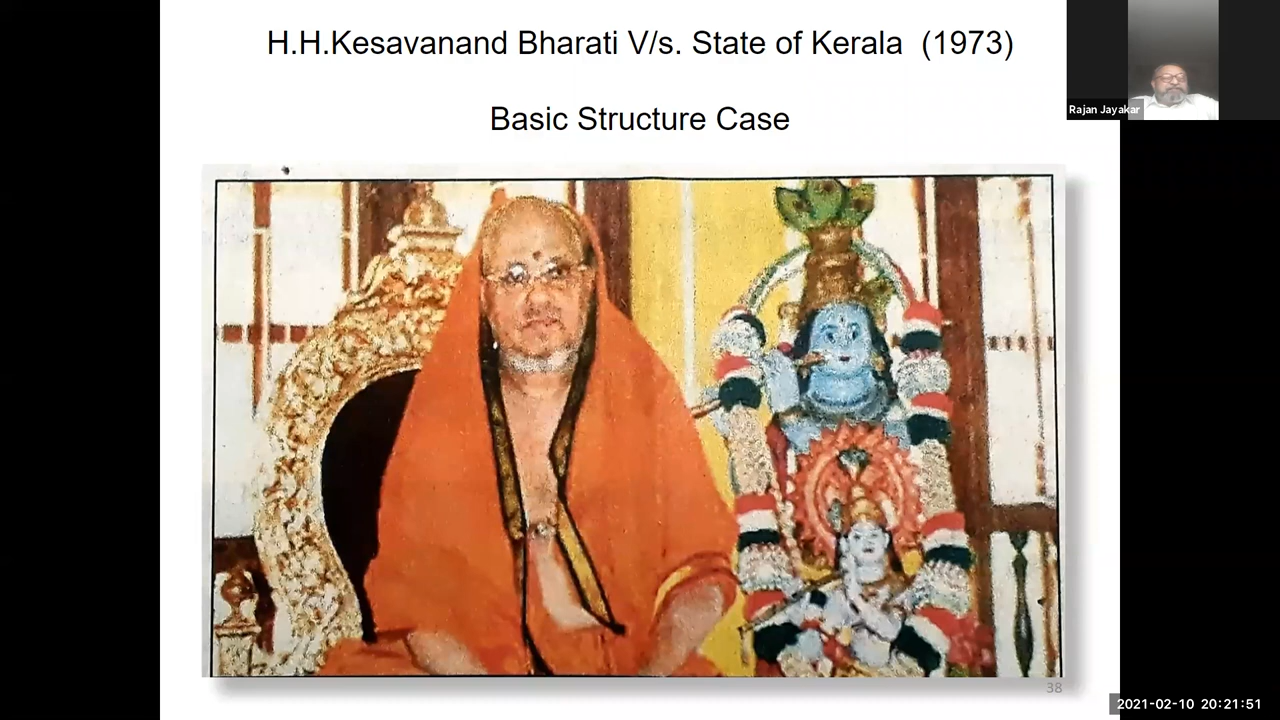 H.H.Kesavanand Bharati V/s. State of Kerala (1973)
Basic Structure Case
Rajan Jayakar
38
2021-02-10 20:21:51